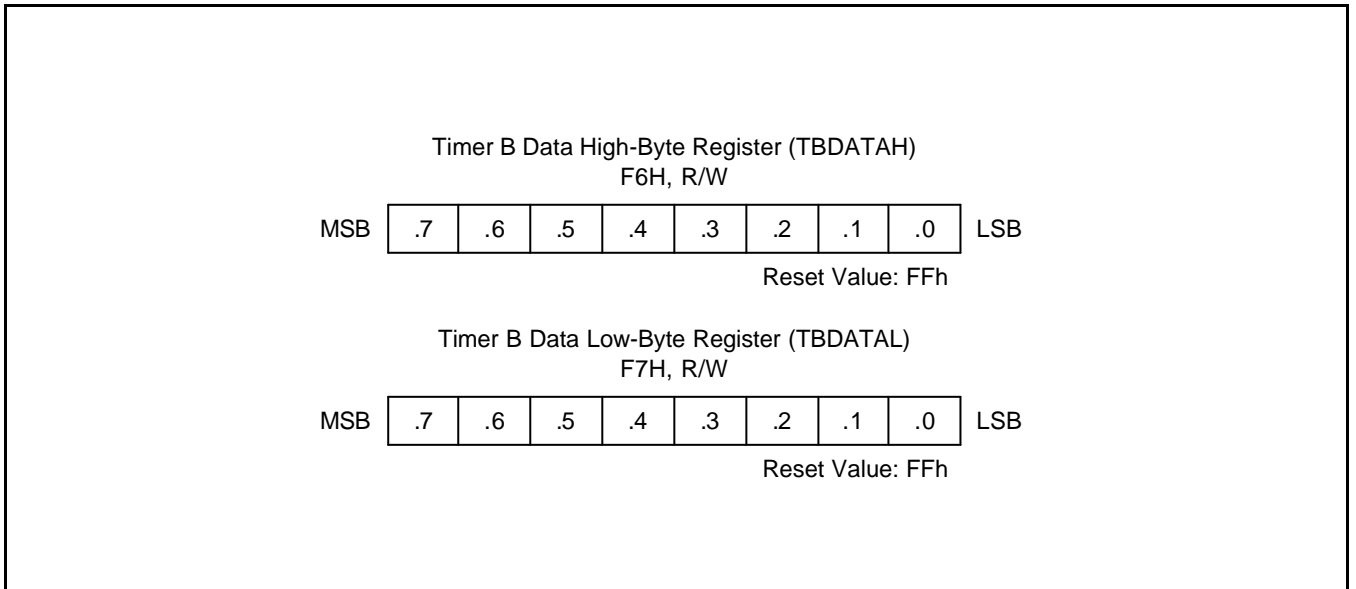 Timer B Data High-Byte Register (TBDATAH)
F6H, R/W
MSB .7 .6 .5 .4 .3 .2 .1 .0 LSB
Reset Value: FFh
Timer B Data Low-Byte Register (TBDATAL)
F7H, R/W
MSB .7 .6 .5 .4 .3 .2 .1 .0 LSB
Reset Value: FFh